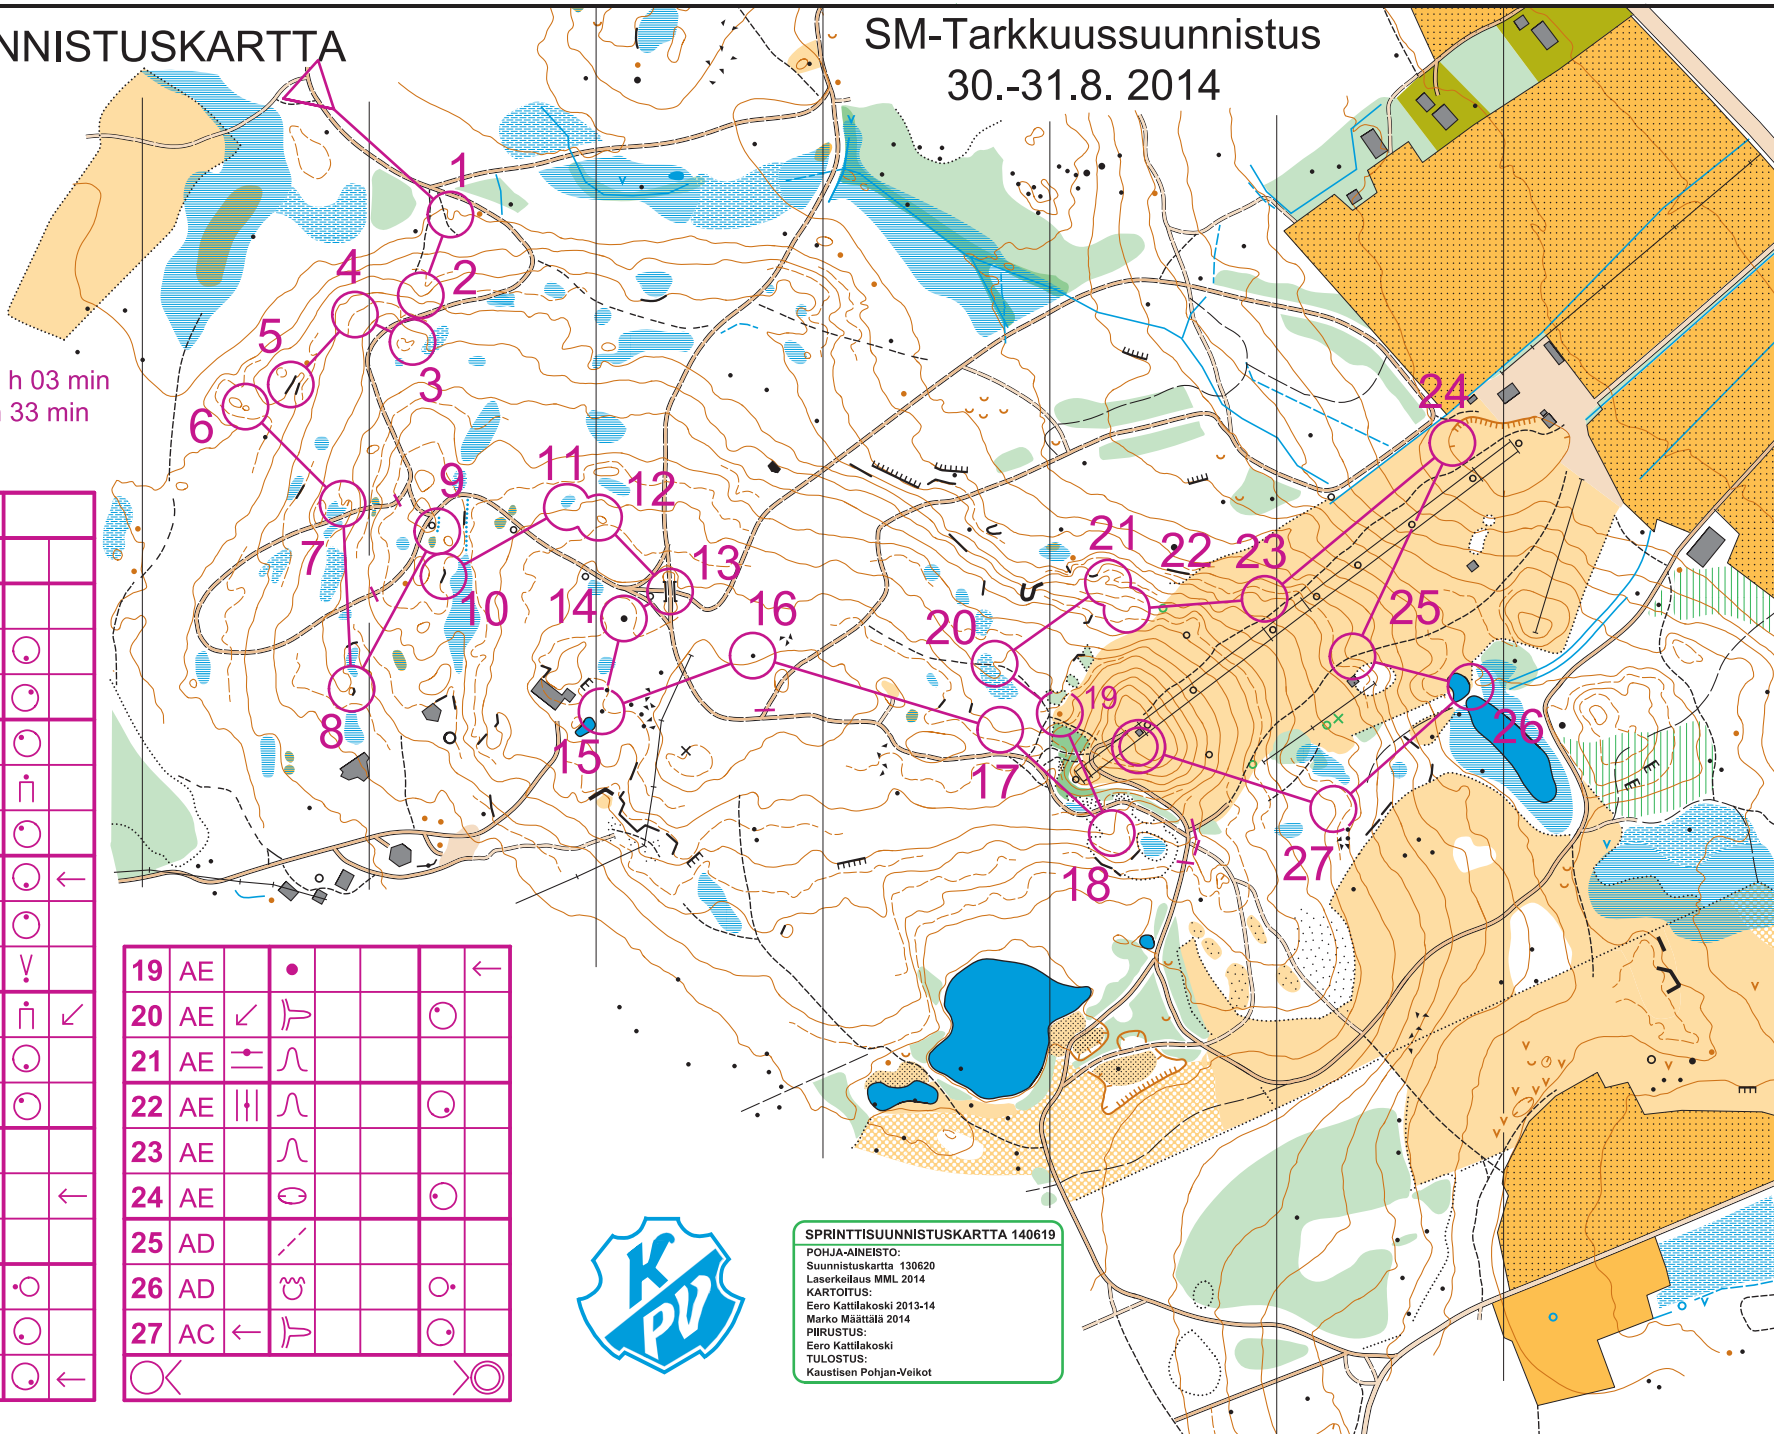 NNISTUSKARTTA
SM-Tarkkuussuunnistus
30.-31.8. 2014
h 03 min
33 min
1
2
3
4
5
6
7
8
9
10
11
12
13
14
15
16
17
18
19
20
21
22
23
24
25
26
27
19 AE
20 AE
21 AE
22 AE
23 AE
24 AE
25 AD
26 AD
27 AC
K
PV
SPRINTTISUUNNISTUSKARTTA 140619
POHJA-AINEISTO:
Suunnistuskartta 130620
Laserkeilaus MML 2014
KARTOITUS:
Eero Kattilakoski 2013-14
Marko Määttälä 2014
PIIRUSTUS:
Eero Kattilakoski
TULOSTUS:
Kaustisen Pohjan-Veikot